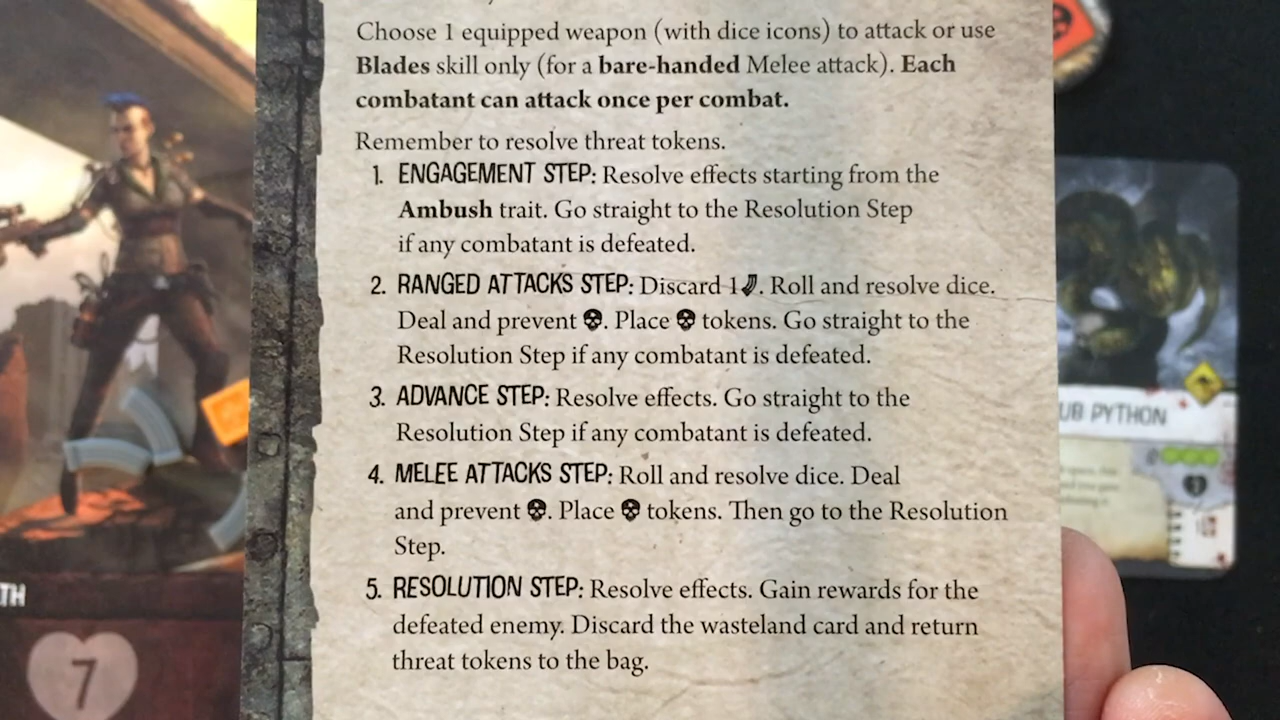 Choose 1 equipped weapon (with dice icons) to attack or use
Blades skill only (for a bare-handed Melee attack). Each
combatant can attack once per combat.
Remember to resolve threat tokens.
1. ENGAGEMENT STEP: Resolve effects starting from the
Ambush trait. Go straight to the Resolution Step
if any combatant is defeated.
2. RANGED ATTACKS STEP: Discard 1. Roll and resolve dice.
Deal and prevent. Place tokens. Go straight to the
Resolution Step if any combatant is defeated.
3. ADVANCE STEP: Resolve effects. Go straight to the
Resolution Step if any combatant is defeated.
4. MELEE ATTACKS STEP: Roll and resolve dice. Deal
and prevent. Place tokens. Then go to the Resolution
Step.
5. RESOLUTION STEP: Resolve effects. Gain rewards for the
defeated enemy. Discard the wasteland card and return
threat tokens to the bag.
TH
7
UB PYTHON